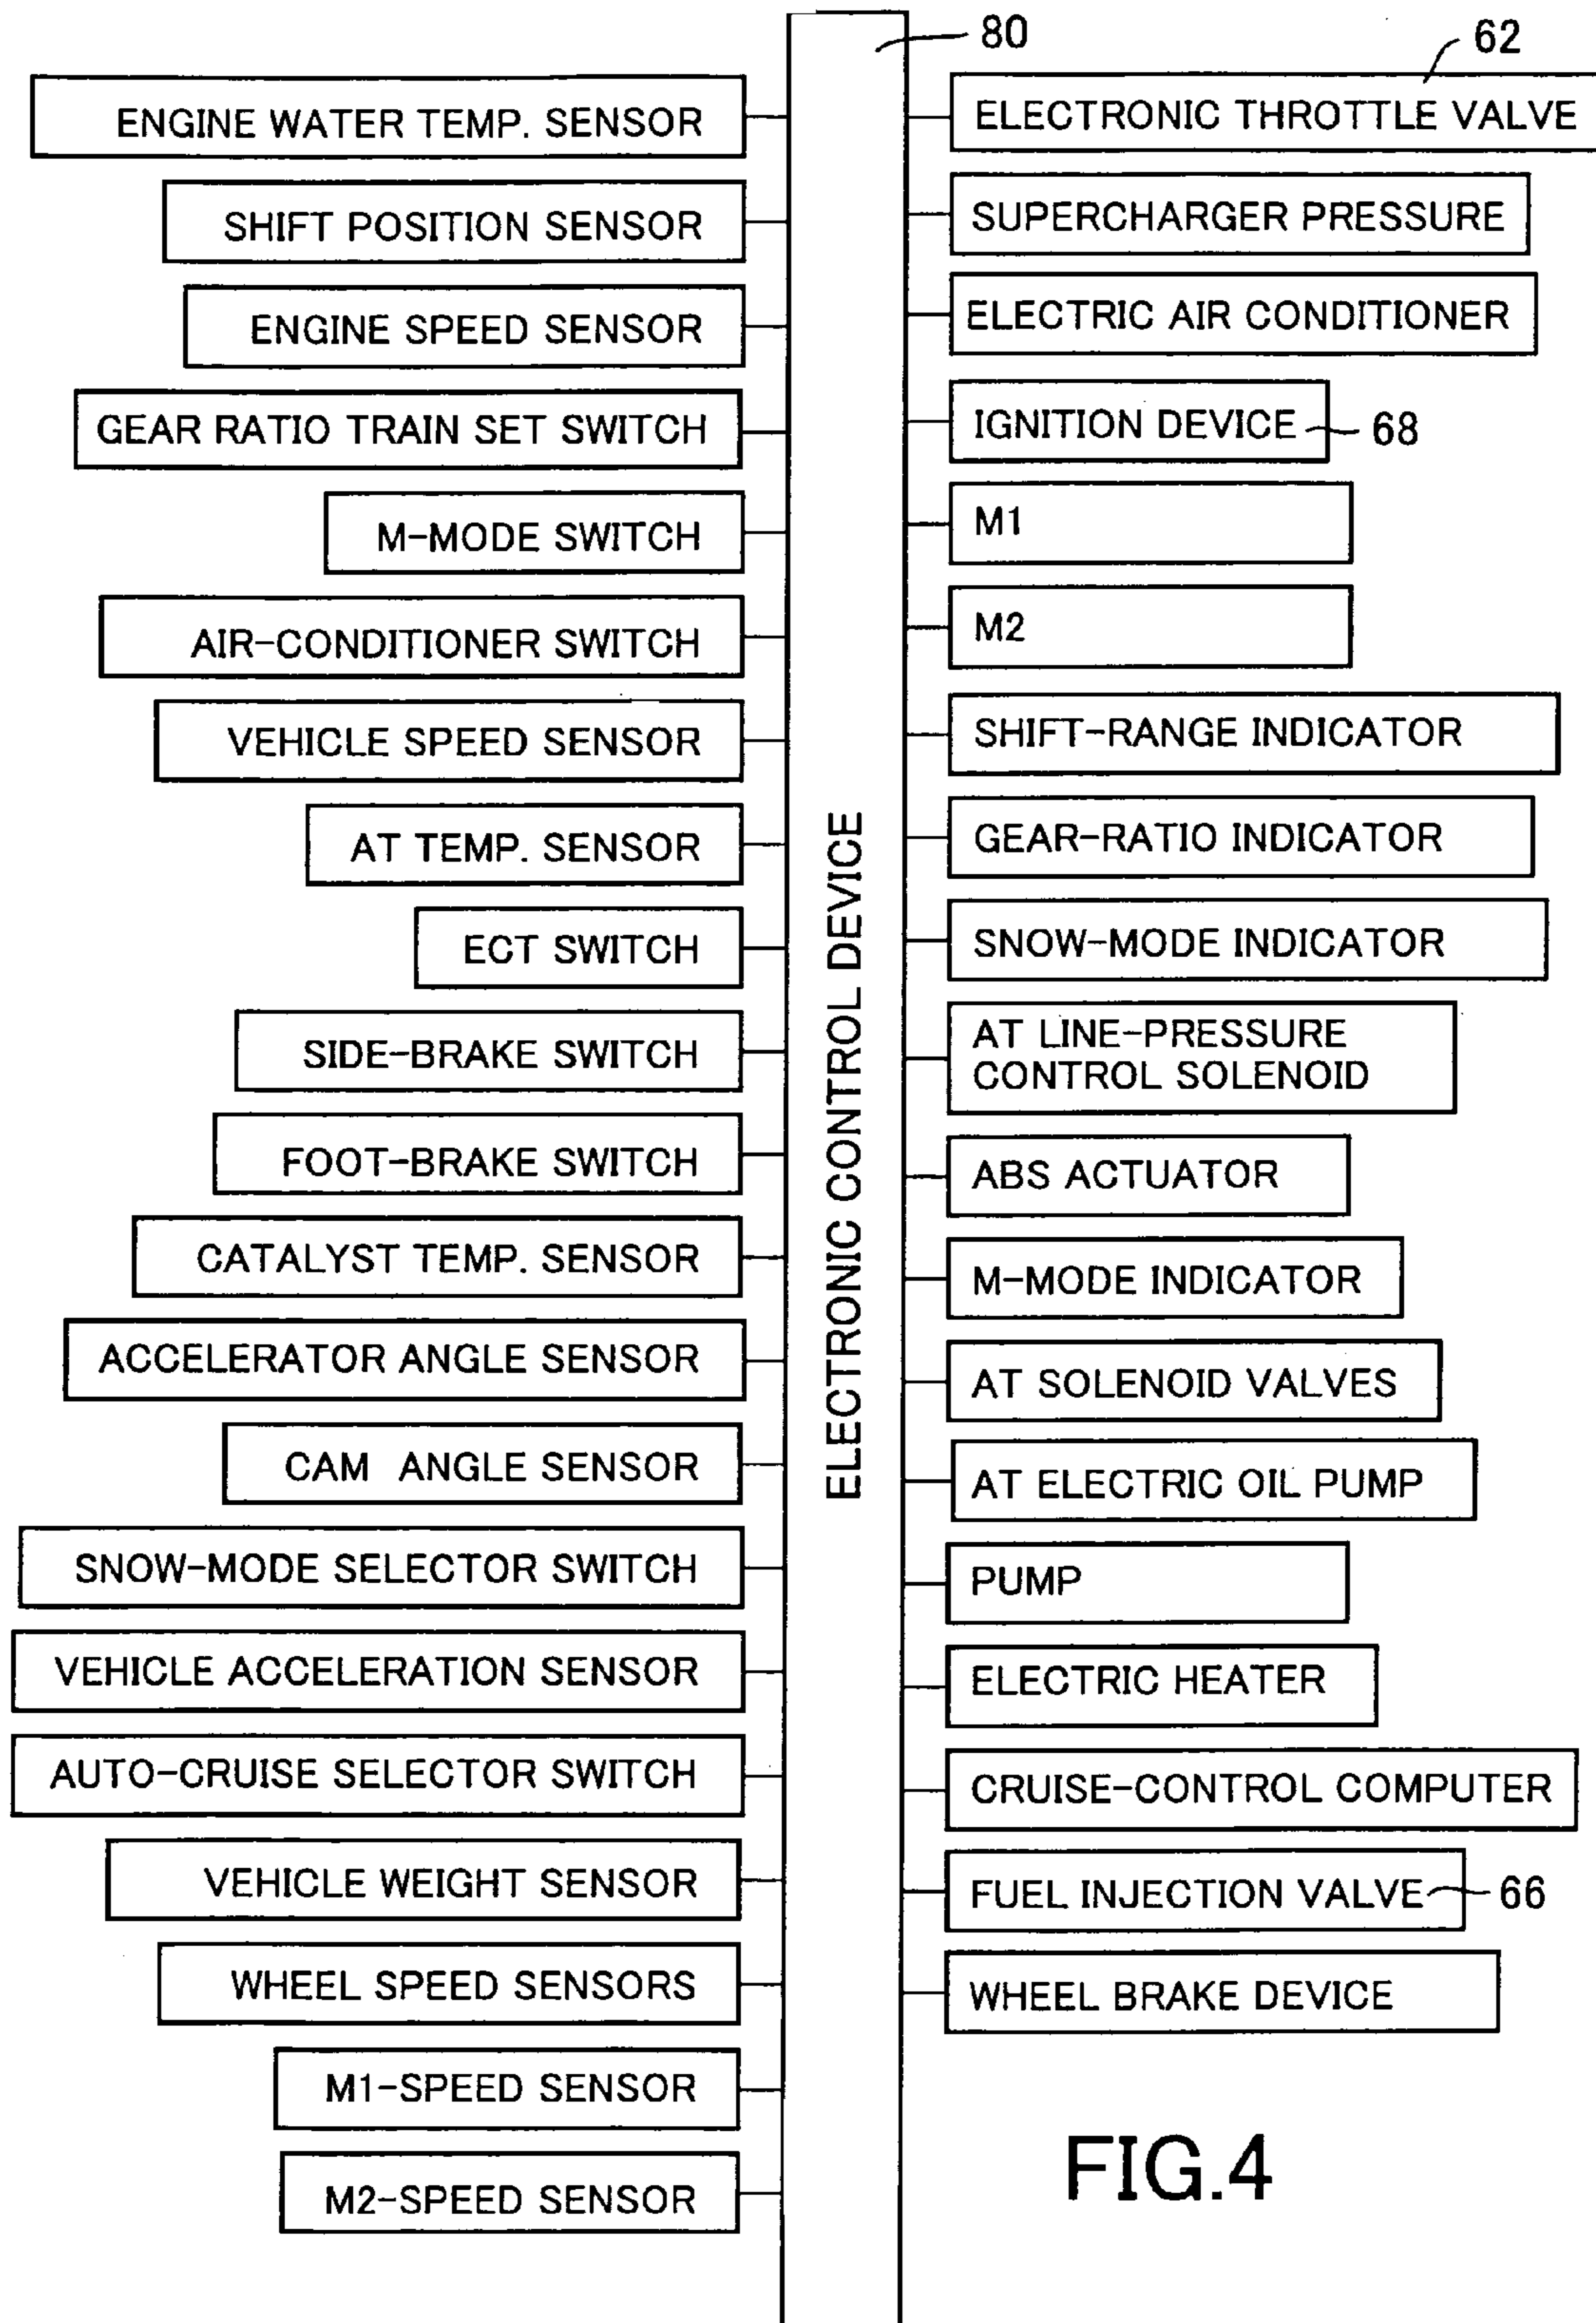 80
62
ENGINE WATER TEMP. SENSOR
SHIFT POSITION SENSOR
ENGINE SPEED SENSOR
GEAR RATIO TRAIN SET SWITCH
M-MODE SWITCH
AIR-CONDITIONER SWITCH
VEHICLE SPEED SENSOR
AT TEMP. SENSOR
ECT SWITCH
SIDE-BRAKE SWITCH
FOOT-BRAKE SWITCH
CATALYST TEMP. SENSOR
ACCELERATOR ANGLE SENSOR
CAM ANGLE SENSOR
SNOW-MODE SELECTOR SWITCH
VEHICLE ACCELERATION SENSOR
AUTO-CRUISE SELECTOR SWITCH
VEHICLE WEIGHT SENSOR
WHEEL SPEED SENSORS
M1-SPEED SENSOR
M2-SPEED SENSOR
ELECTRONIC CONTROL DEVICE
ELECTRONIC THROTTLE VALVE
SUPERCHARGER PRESSURE
ELECTRIC AIR CONDITIONER
IGNITION DEVICE 68
M1
M2
SHIFT-RANGE INDICATOR
GEAR-RATIO INDICATOR
SNOW-MODE INDICATOR
AT LINE-PRESSURE
CONTROL SOLENOID
ABS ACTUATOR
M-MODE INDICATOR
AT SOLENOID VALVES
AT ELECTRIC OIL PUMP
PUMP
ELECTRIC HEATER
CRUISE-CONTROL COMPUTER
FUEL INJECTION VALVE 66
WHEEL BRAKE DEVICE
FIG.4